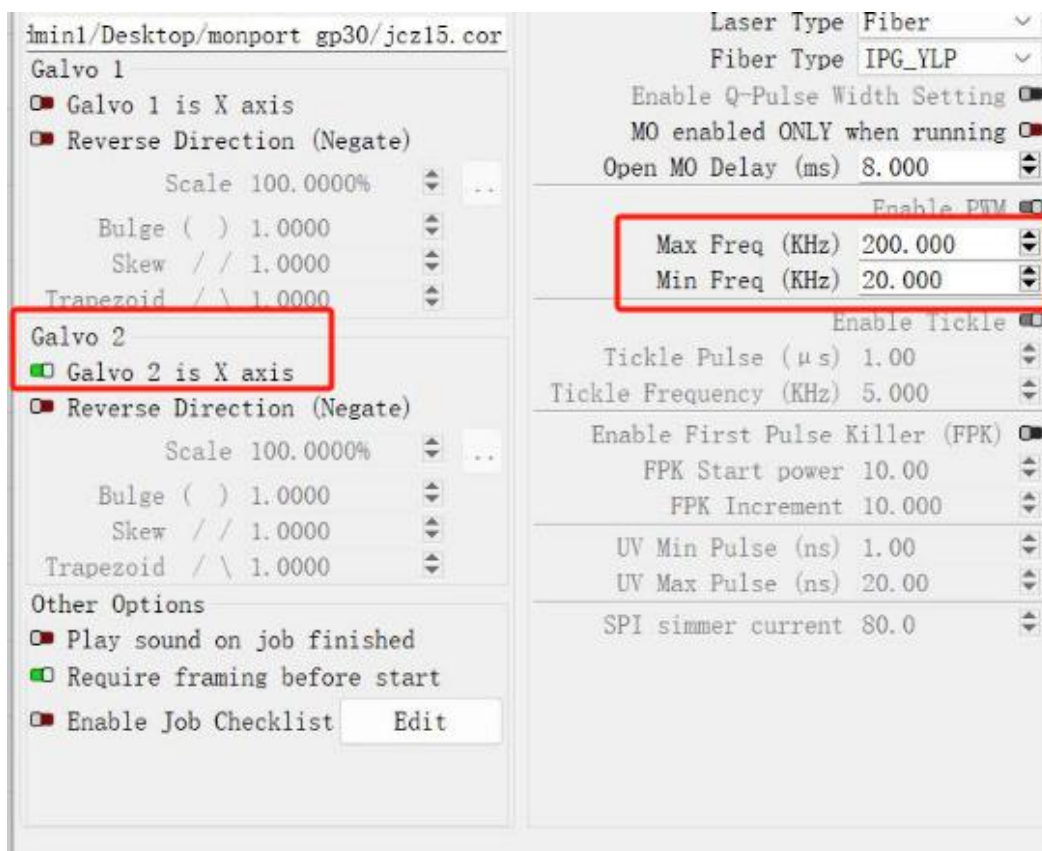 imin1/Desktop/monport gp30/jcz15.cor
Galvo 1
Galvo 1 is X axis
Reverse Direction (Negate)
Scale 100.0000% ..
Bulge ( ) 1.0000
Skew / / 1.0000
Trapezoid / \ 1.0000
Galvo 2
Galvo 2 is X axis
Reverse Direction (Negate)
Scale 100.0000% ..
Bulge ( ) 1.0000
Skew / / 1.0000
Trapezoid / \ 1.0000
Other Options
Play sound on job finished
Require framing before start
Enable Job Checklist Edit
Laser Type Fiber
Fiber Type IPG_YLP
Enable Q-Pulse Width Setting
MO enabled ONLY when running
Open MO Delay (ms) 8.000
Enable PWM
Max Freq (KHz) 200.000
Min Freq (KHz) 20.000
Enable Tickle
Tickle Pulse (μs) 1.00
Tickle Frequency (KHz) 5.000
Enable First Pulse Killer (FPK)
FPK Start power 10.00
FPK Increment 10.000
UV Min Pulse (ns) 1.00
UV Max Pulse (ns) 20.00
SPI simmer current 80.0